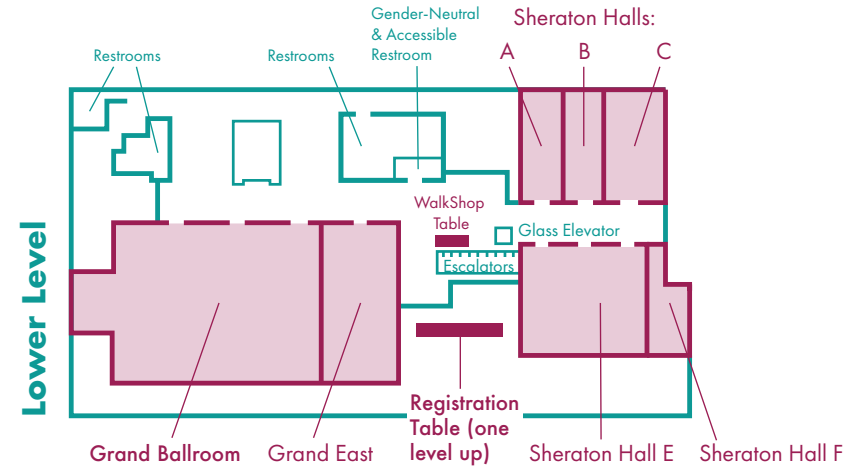 Gender-Neutral
& Accessible
Restroom
Sheraton Halls:
A B C
Restrooms
Restrooms
WalkShop
Table
Glass Elevator
Escalators
Lower Level
Grand Ballroom
Grand East
Registration
Table (one
level up)
Sheraton Hall E
Sheraton Hall F